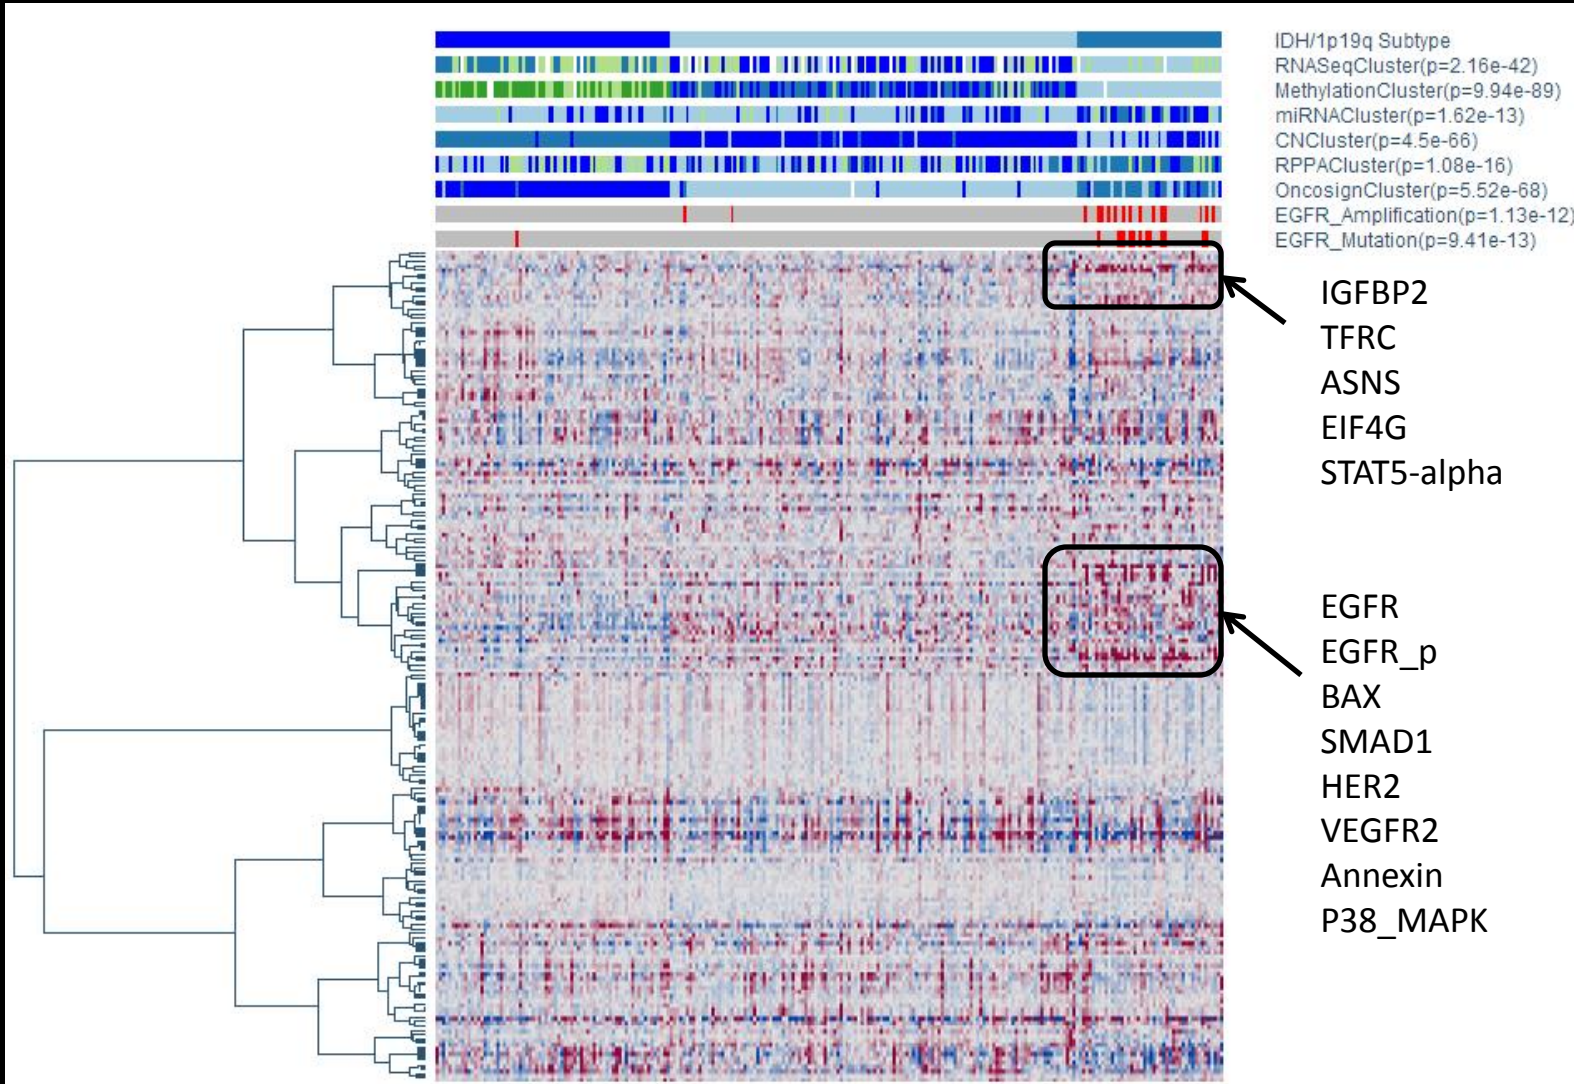 IDH/1p19q Subtype
RNASeqCluster(p=2.16e-42)
MethylationCluster(p=9.94e-89)
miRNACluster(p=1.62e-13)
CNCluster(p=4.5e-66)
RPPACluster(p=1.08e-16)
OncosignCluster(p=5.52e-68)
EGFR_Amplification(p=1.13e-12)
EGFR_Mutation(p=9.41e-13)
IGFBP2
TFRC
ASNS
EIF4G
STAT5-alpha
EGFR
EGFR_p
BAX
SMAD1
HER2
VEGFR2
Annexin
P38_MAPK